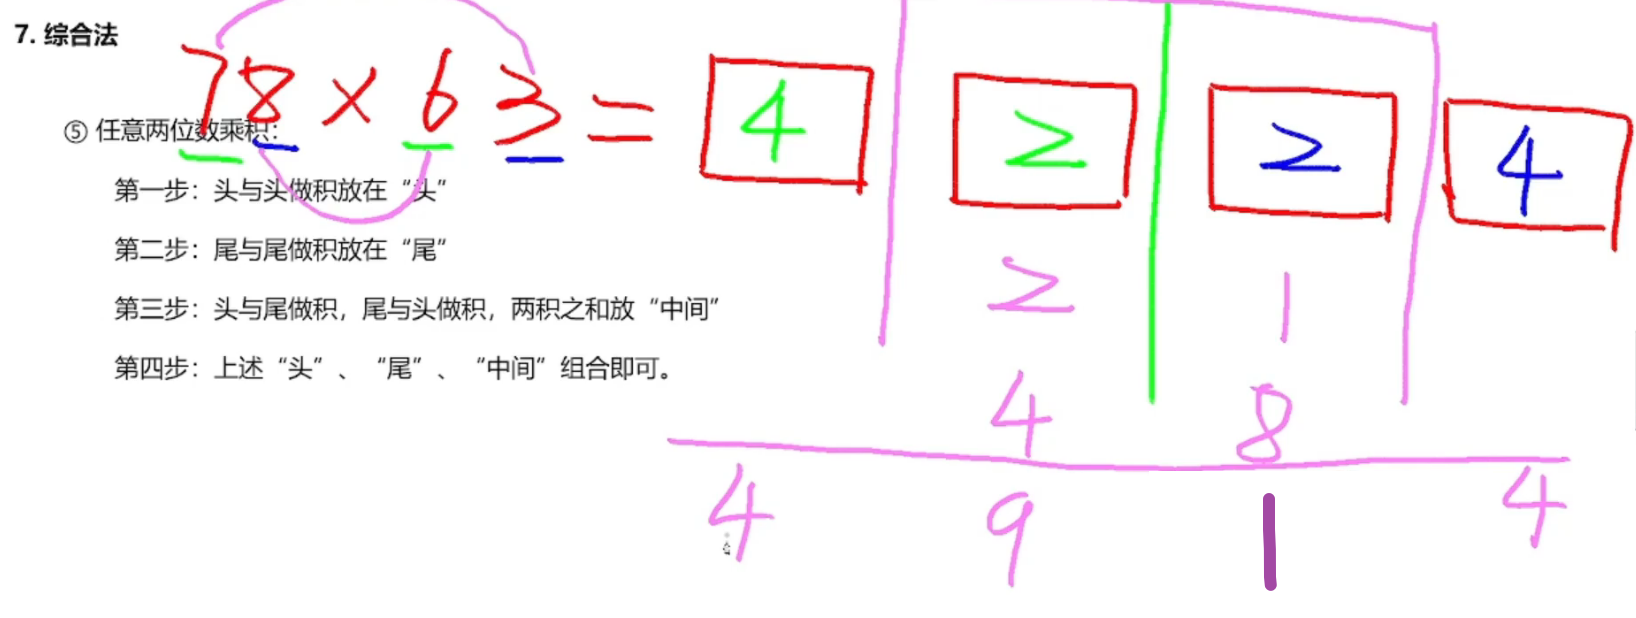 7. 综合法
78 × 63 = 4 2 2 4
⑤ 任意两位数乘积：
第一步：头与头做积放在“头”
第二步：尾与尾做积放在“尾”
2 1
第三步：头与尾做积，尾与头做积，两积之和放“中间”
第四步：上述“头”、“尾”、“中间”组合即可。
4 8
4 9 1 4